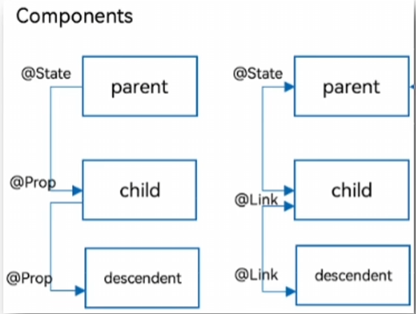 Components
@State
parent
@State
parent
@Prop
child
@Link
child
@Prop
descendent
@Link
descendent